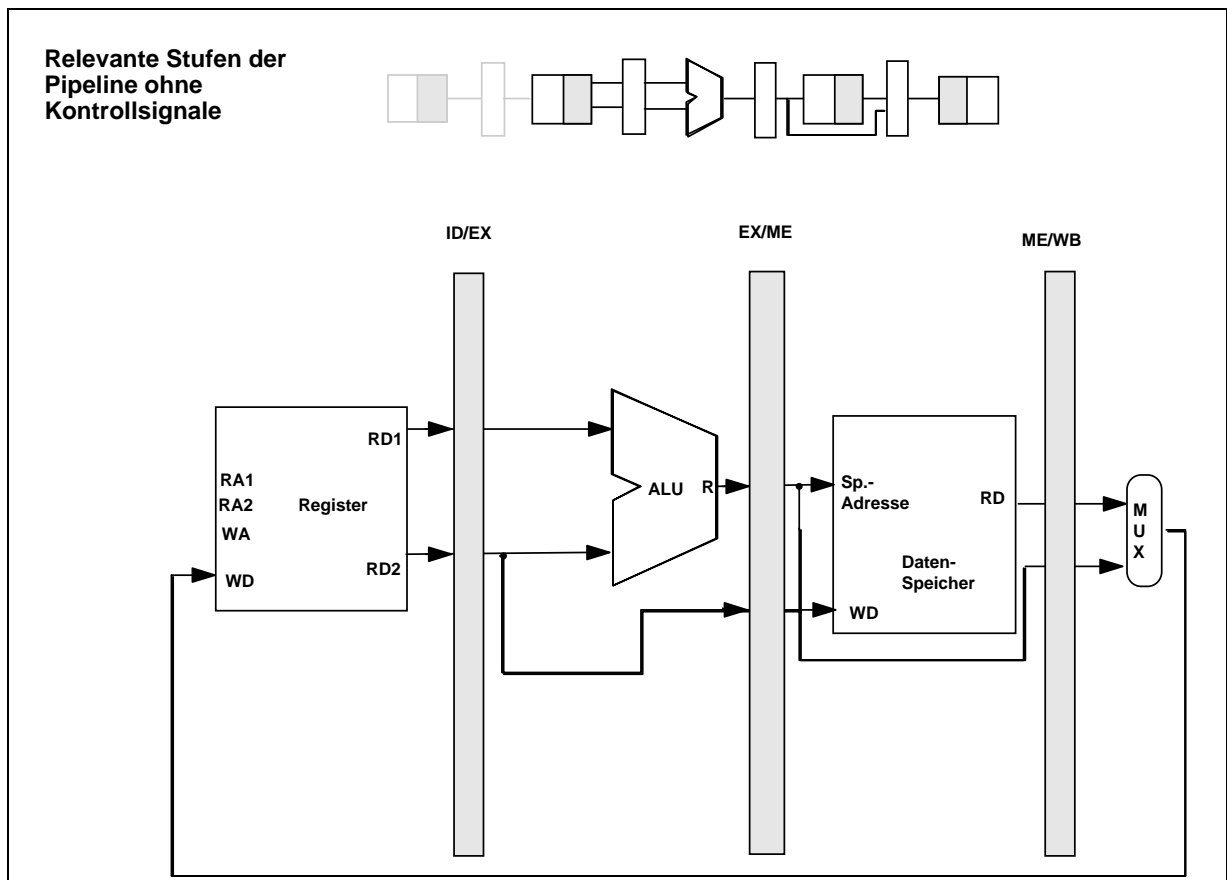 Relevante Stufen der
Pipeline ohne
Kontrollsignale
ID/EX
EX/ME
ME/WB
RD1
RA1
RA2
Register
WA
WD
RD2
ALU
R
Sp.-
Adresse
RD
Daten-
Speicher
WD
M
U
X